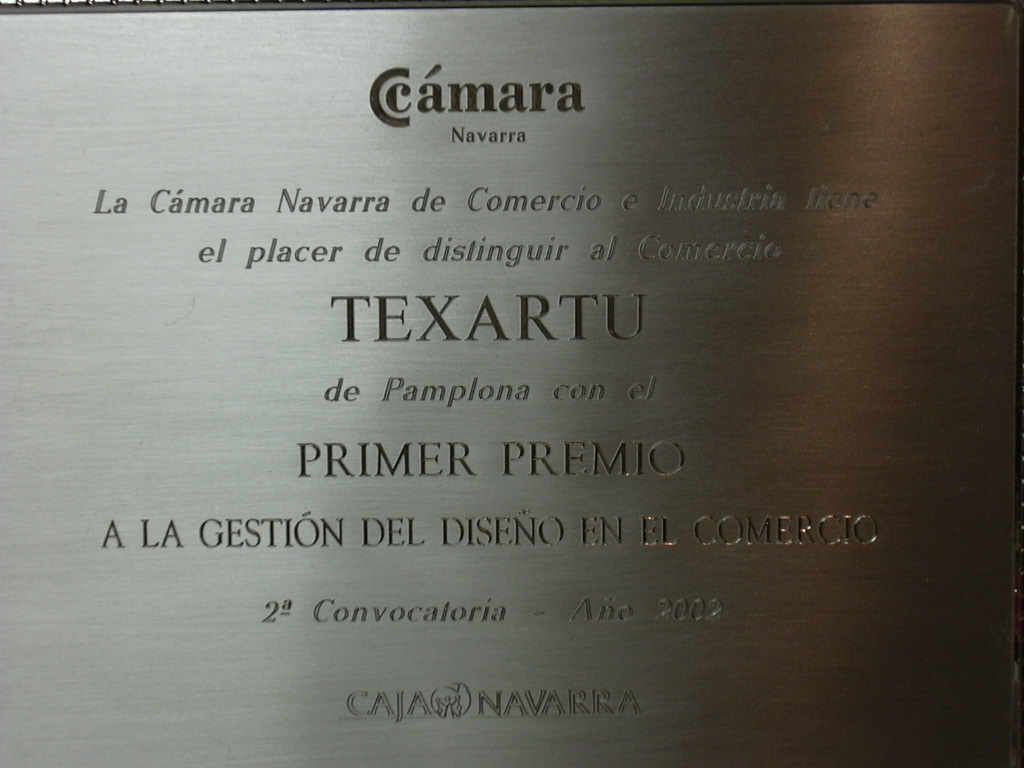 Cámara
Navarra
La Cámara Navarra de Comercio e Industria tiene
el placer de distinguir al Comercio
TEXARTU
de Pamplona con el
PRIMER PREMIO
A LA GESTIÓN DEL DISEÑO EN EL COMERCIO
2ª Convocatoria - Año 2002
CAJA NAVARRA